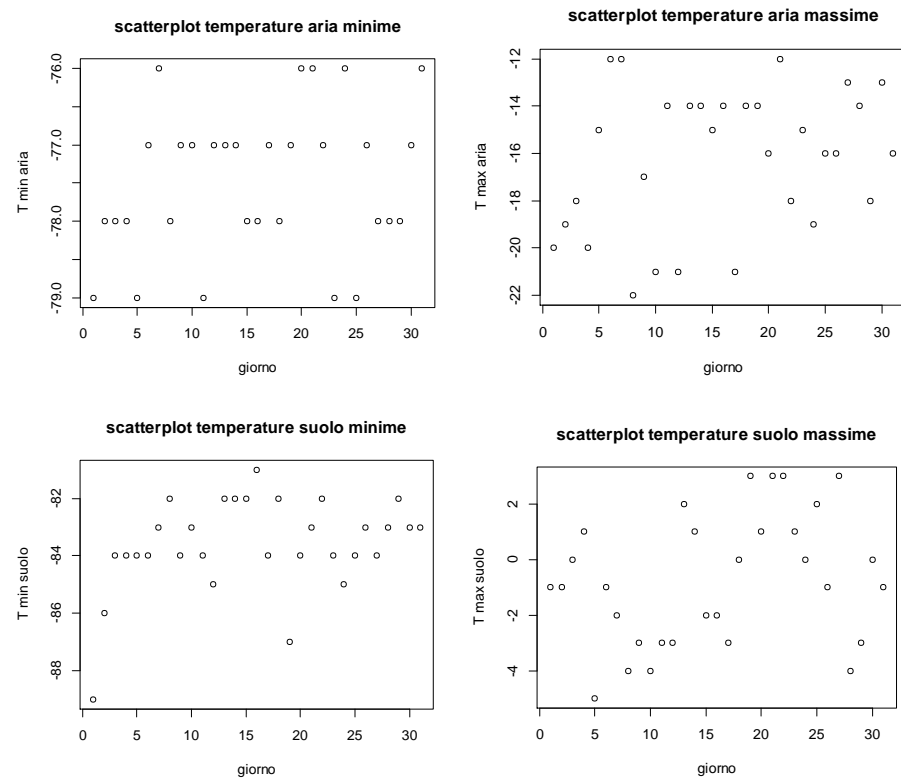 scatterplot temperature aria minime
T min aria
-76.0
-77.0
-78.0
-79.0
0 5 10 15 20 25 30
giorno
scatterplot temperature aria massime
T max aria
-12
-14
-16
-18
-20
-22
0 5 10 15 20 25 30
giorno
scatterplot temperature suolo minime
T min suolo
-82
-84
-86
-88
0 5 10 15 20 25 30
giorno
scatterplot temperature suolo massime
T max suolo
2
0
-2
-4
0 5 10 15 20 25 30
giorno